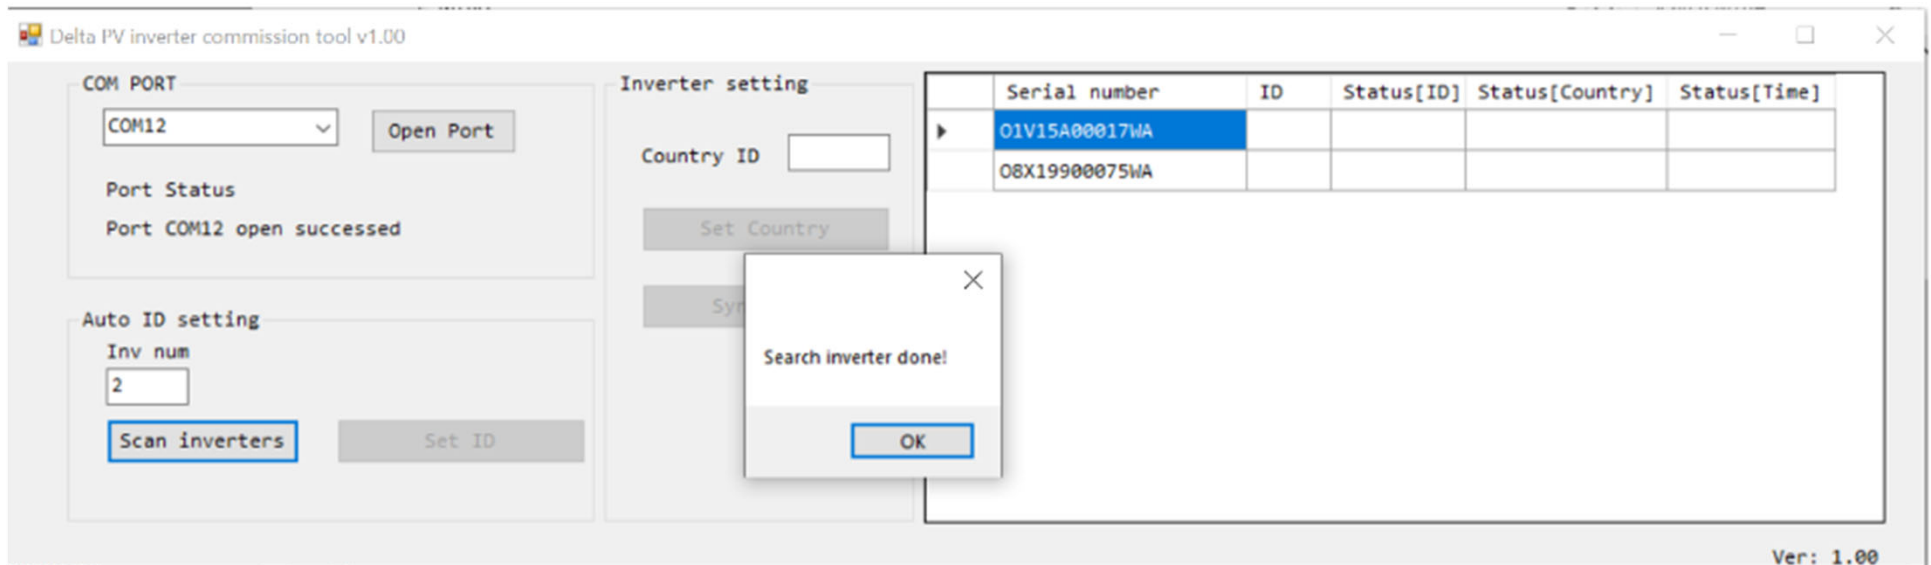 Delta PV inverter commission tool v1.00
COM PORT
COM12
Open Port
Port Status
Port COM12 open successed
Auto ID setting
Inv num
2
Scan inverters
Set ID
Inverter setting
Country ID
Set Country
Search inverter done!
OK
Serial number ID Status[ID] Status[Country] Status[Time]
O1V15A00017WA
O8X19900075WA
Ver: 1.00